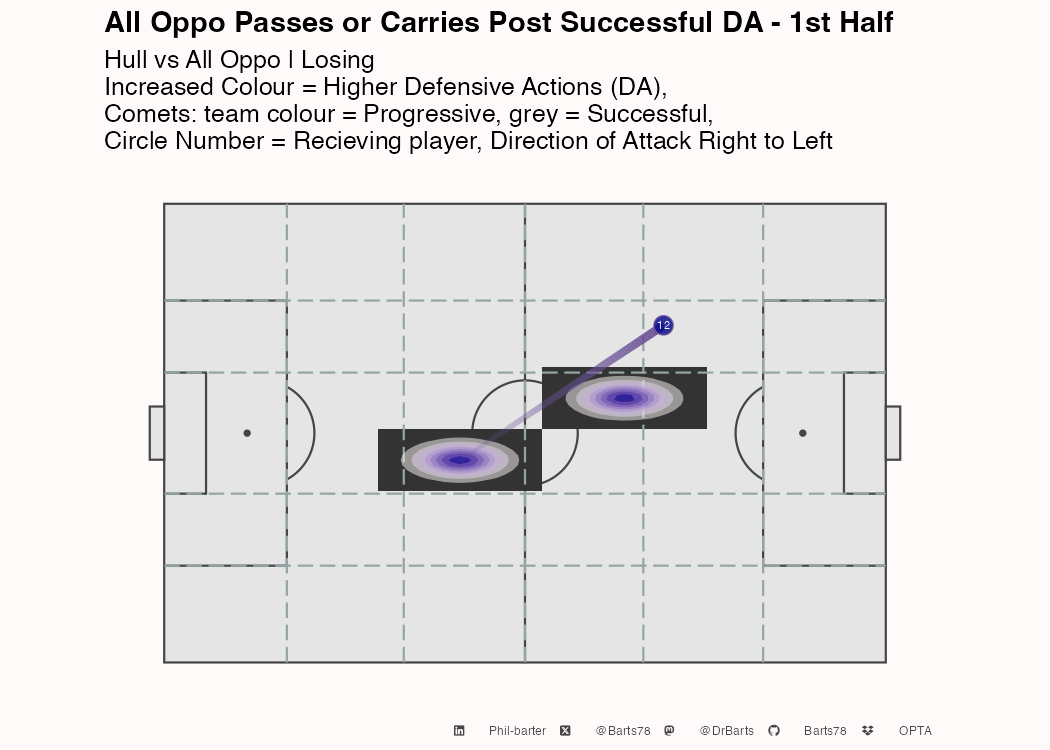 All Oppo Passes or Carries Post Successful DA - 1st Half
Hull vs All Oppo | Losing
Increased Colour = Higher Defensive Actions (DA),
Comets: team colour = Progressive, grey = Successful,
Circle Number = Recieving player, Direction of Attack Right to Left
12
Phil-barter @Barts78 @DrBarts Barts78 OPTA